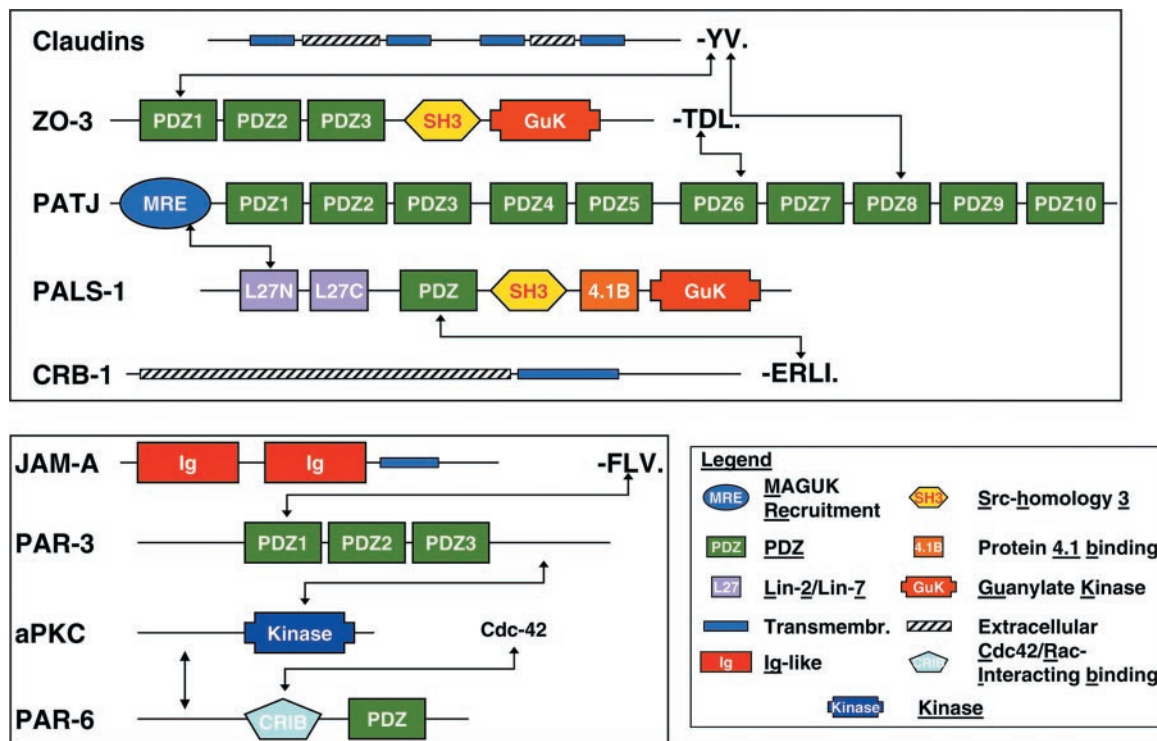 Claudins -YV.
ZO-3 PDZ1 PDZ2 PDZ3 SH3 GuK -TDL.
PATJ MRE PDZ1 PDZ2 PDZ3 PDZ4 PDZ5 PDZ6 PDZ7 PDZ8 PDZ9 PDZ10
PALS-1 L27N L27C PDZ SH3 4.1B GuK
CRB-1 -ERLI.
JAM-A Ig Ig -FLV.
PAR-3 PDZ1 PDZ2 PDZ3
aPKC Kinase Cdc-42
PAR-6 CRIB PDZ
Legend
MRE MAGUK
Recruitment
SH3 Src-homology 3
PDZ PDZ
4.1B Protein 4.1 binding
L27 Lin-2/Lin-7
GuK Guanylate Kinase
Transmembr.
Extracellular
Ig Ig-like
CRIB Cdc42/Rac-
Interacting binding
Kinase Kinase